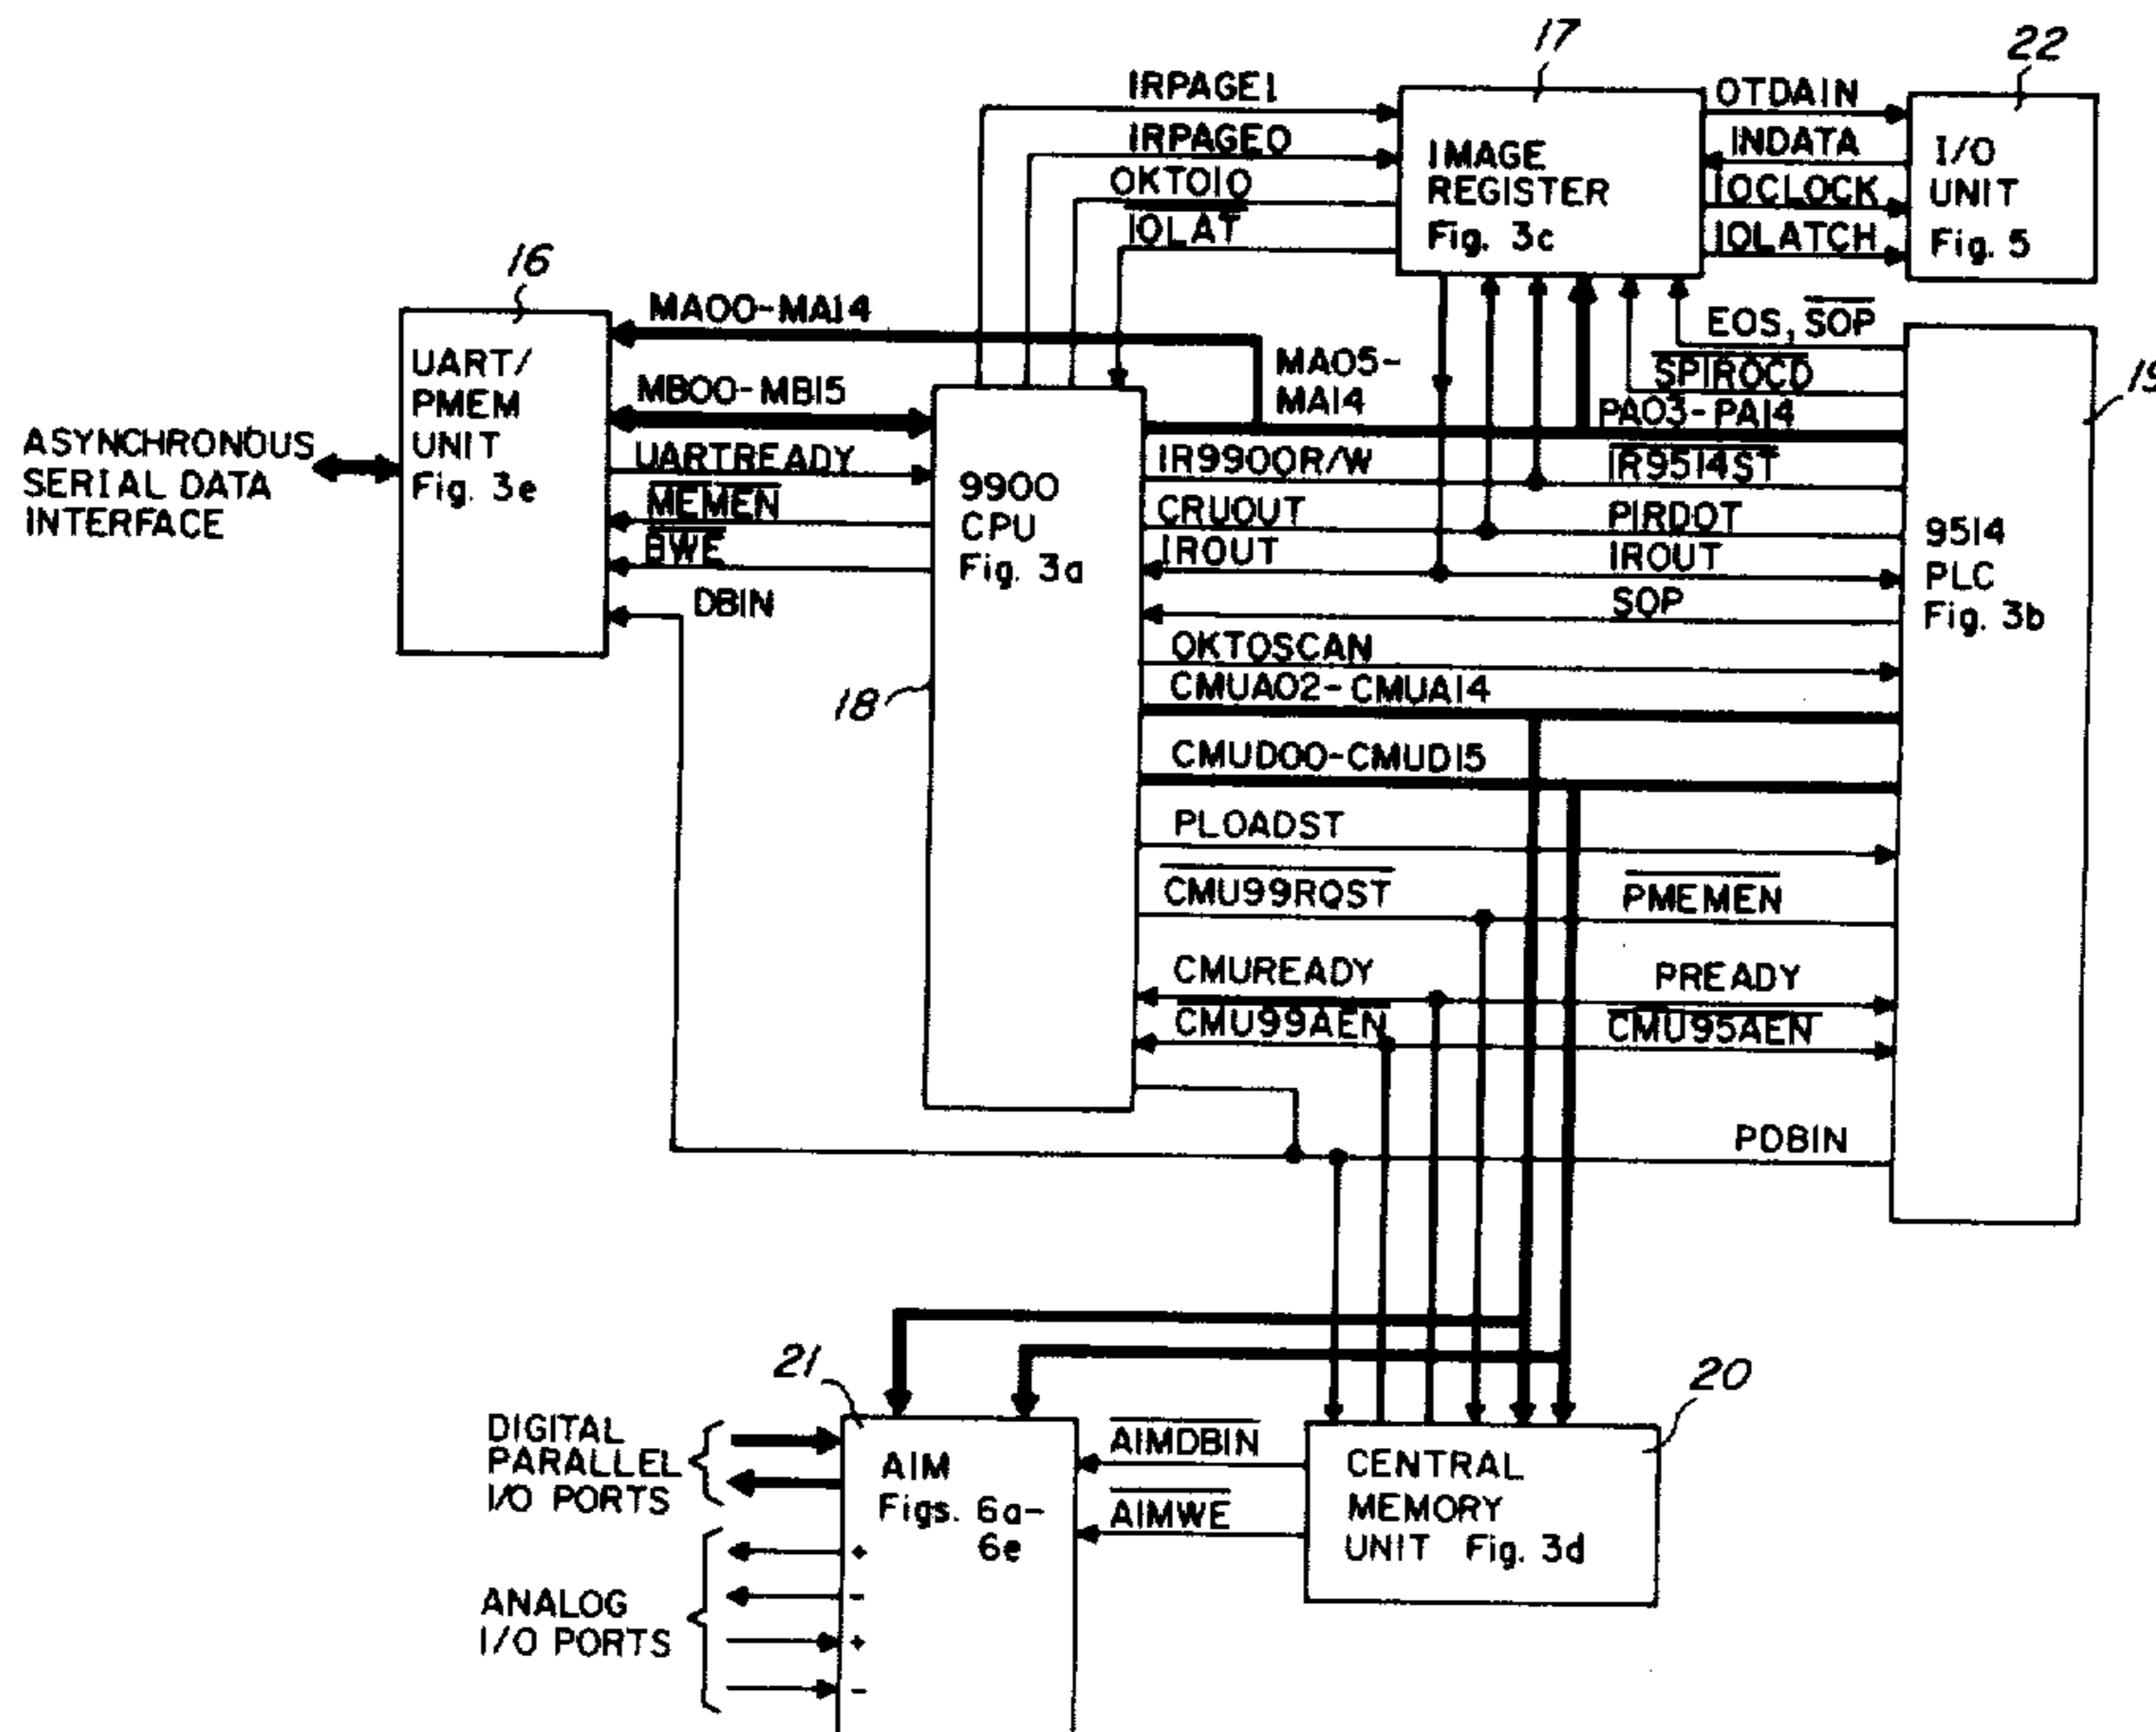 17
22
IRPAGE1
IRPAGE0
OKTOIO
IOLAT
IMAGE
REGISTER
Fig. 3c
OTDAIN
INDATA
IOCLOCK
IOLATCH
I/O
UNIT
Fig. 5
16
MA00-MA14
MB00-MB15
UARTREADY
MEMEN
BWE
DBIN
UART/
PMEM
UNIT
Fig. 3e
ASYNCHRONOUS
SERIAL DATA
INTERFACE
MA05-
MA14
EOS, SOP
SPIROCD
PA03-PA14
19
18
9900
CPU
Fig. 3a
IR9900R/W
IR9514ST
CRUOUT
PIRDOT
IROUT
IROUT
SOP
OKTOSCAN
CMUA02-CMUA14
CMUD00-CMUD15
PLOADST
CMU99RQST
PMEMEN
CMUREADY
PREADY
CMU99AEN
CMU95AEN
PDBIN
9514
PLC
Fig. 3b
21
20
DIGITAL
PARALLEL
I/O PORTS
ANALOG
I/O PORTS
+
-
+
-
AIM
Figs. 6a-
6e
AIMDBIN
AIMWE
CENTRAL
MEMORY
UNIT Fig. 3d